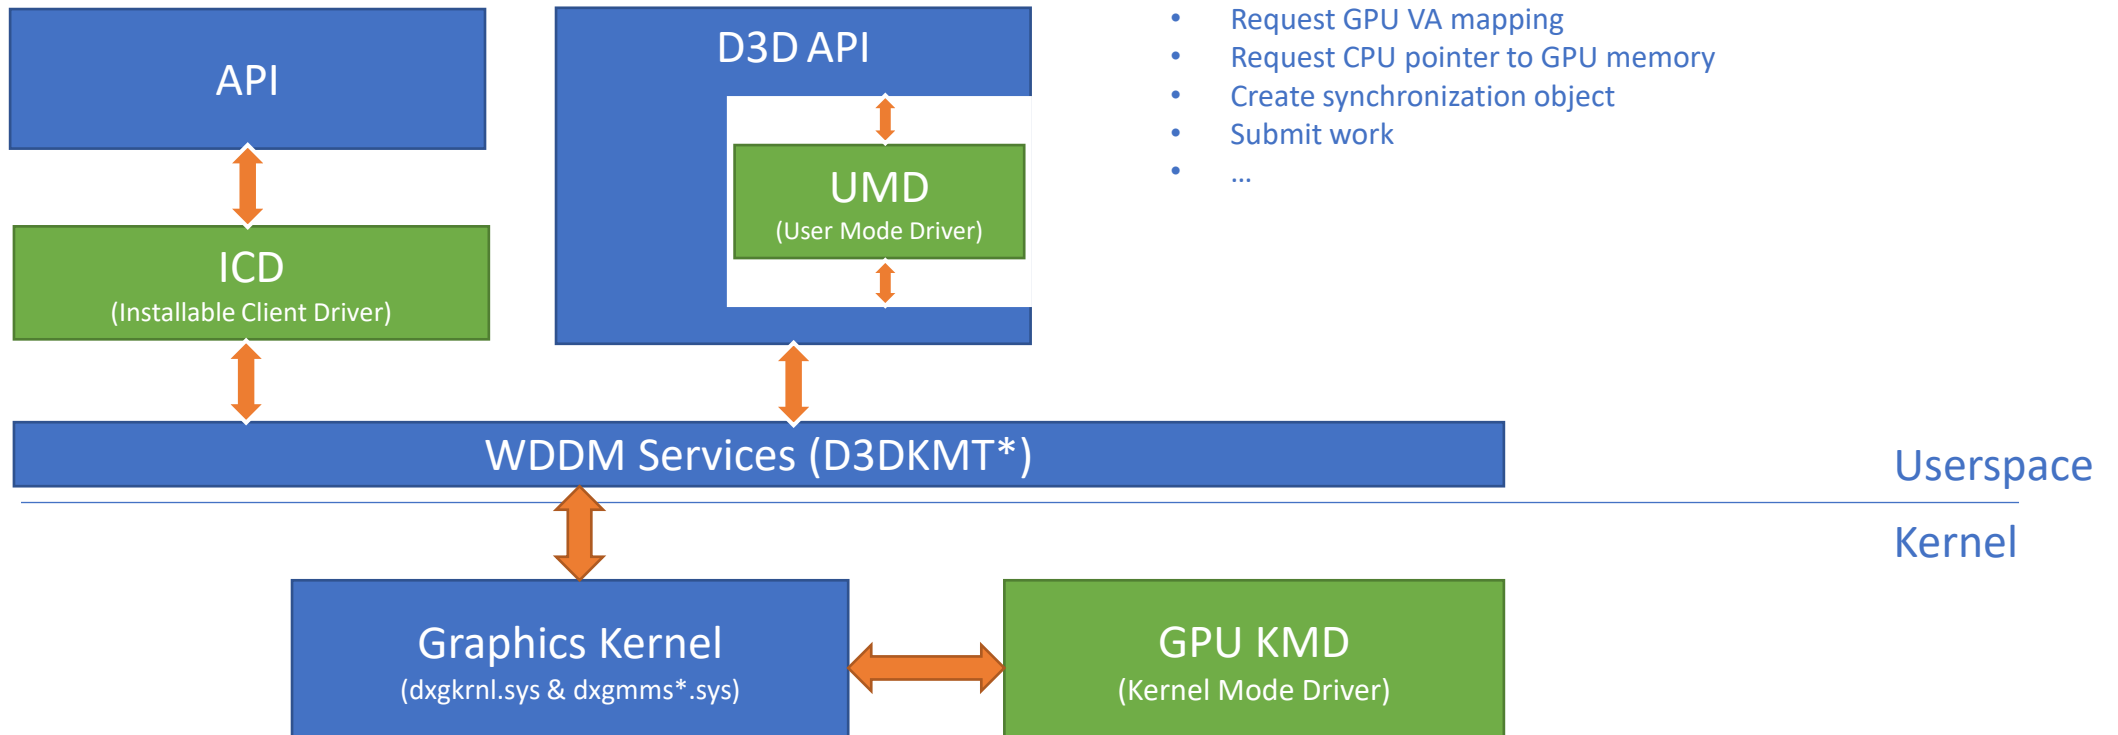 API
ICD
(Installable Client Driver)
D3D API
UMD
(User Mode Driver)
• Request GPU VA mapping
• Request CPU pointer to GPU memory
• Create synchronization object
• Submit work
• ...
WDDM Services (D3DKMT*)
Userspace
Kernel
Graphics Kernel
(dxgkrnl.sys & dxgmms*.sys)
GPU KMD
(Kernel Mode Driver)